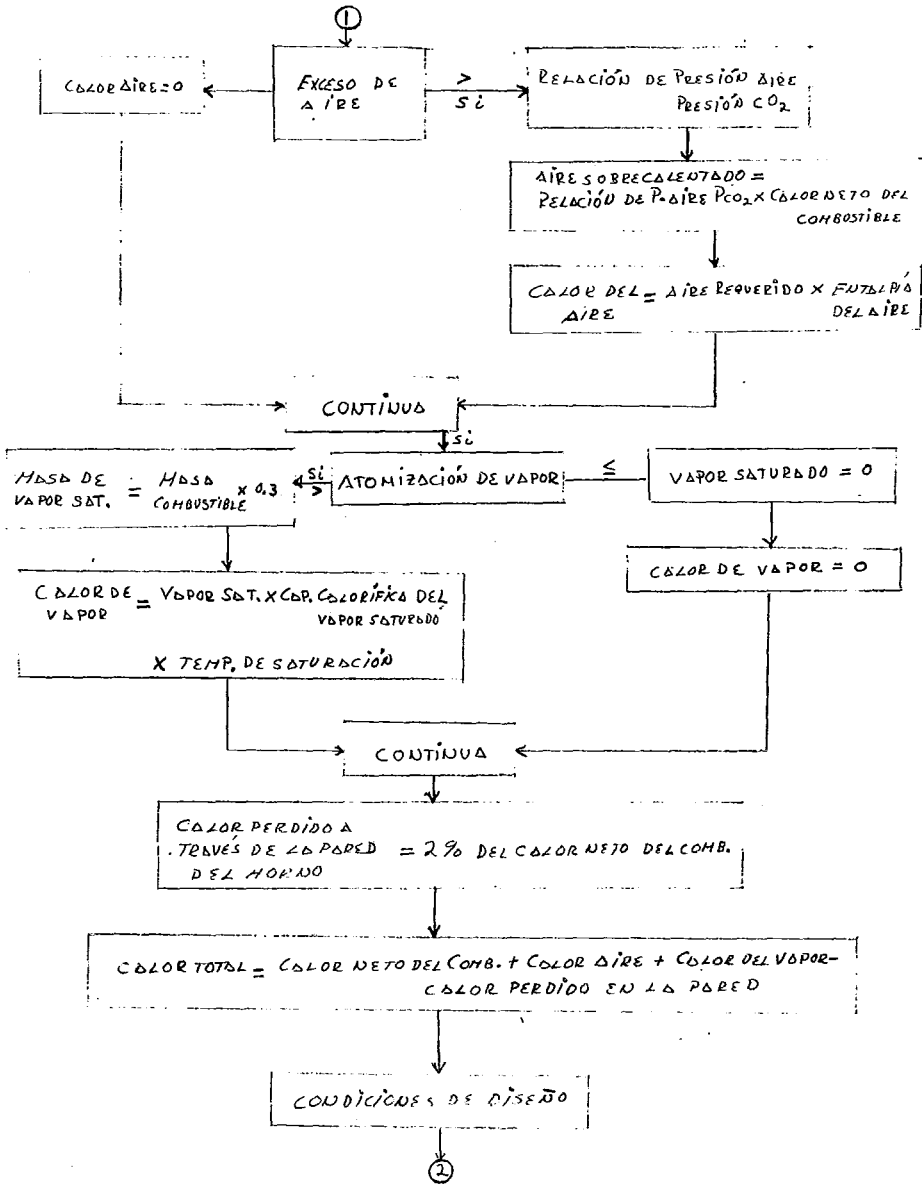 1
CALOR AIRE = 0
EXCESO DE
AIRE
>
Si
RELACIÓN DE PRESIÓN AIRE
PRESIÓN CO2
AIRE SOBRECALENTADO =
RELACIÓN DE P. AIRE PCO2 x CALOR NETO DEL
COMBUSTIBLE
CALOR DEL = AIRE REQUERIDO x ENTALPÍA
AIRE DEL AIRE
CONTINUA
Si
MASA DE = MASA x 0.3
VAPOR SAT. COMBUSTIBLE
Si
>
ATOMIZACIÓN DE VAPOR
≤
VAPOR SATURADO = 0
CALOR DE VAPOR = 0
CALOR DE = VAPOR SAT. x CAP. CALORÍFICA DEL
VAPOR VAPOR SATURADO
X TEMP. DE SATURACIÓN
CONTINUA
CALOR PERDIDO A
TRAVÉS DE LA PARED = 2% DEL CALOR NETO DEL COMB.
DEL HORNO
CALOR TOTAL = CALOR NETO DEL COMB. + CALOR AIRE + CALOR DEL VAPOR-
CALOR PERDIDO EN LA PARED
CONDICIONES DE DISEÑO
2